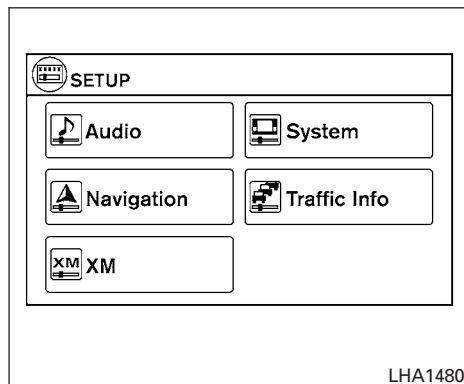 SETUP
Audio
System
Navigation
Traffic Info
XM XM
LHA1480